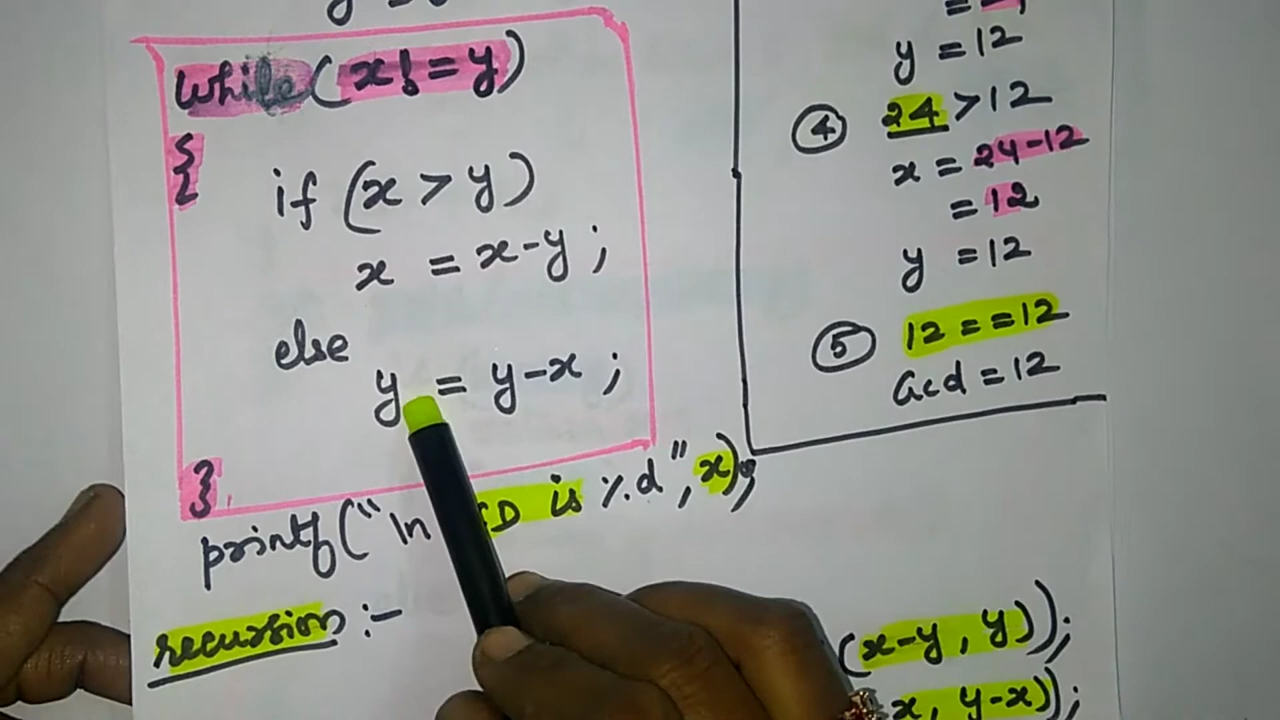 while(x!=y)
{
if (x > y)
x = x-y;
else
y = y-x;
}
printf("\n CD is %d", x);
recursion:-
(x-y, y));
x, y-x));
y = 12
④ 24 > 12
x = 24-12
= 12
y = 12
⑤ 12 = = 12
Gcd = 12